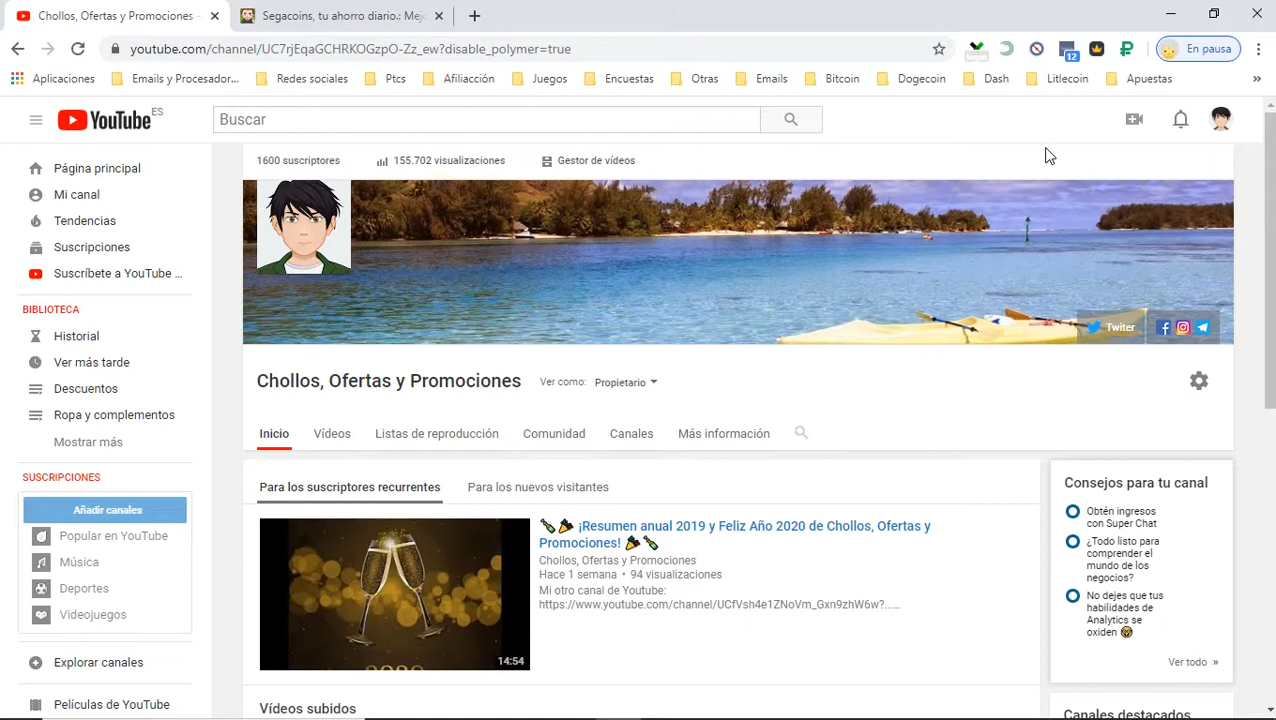 Chollos, Ofertas y Promociones -
Segacoins, tu ahorro diario.: Mejo
youtube.com/channel/UC7rjEqaGCHRKOGzpO-Zz_ew?disable_polymer=true
12
En pausa
Aplicaciones
Emails y Procesador...
Redes sociales
Ptcs
Afiliacción
Juegos
Encuestas
Otras
Emails
Bitcoin
Dogecoin
Dash
Litlecoin
Apuestas
»
YouTube ES
Buscar
1600 suscriptores
155.702 visualizaciones
Gestor de vídeos
Página principal
Mi canal
Tendencias
Suscripciones
Suscríbete a YouTube ...
BIBLIOTECA
Historial
Ver más tarde
Descuentos
Ropa y complementos
Mostrar más
SUSCRIPCIONES
Añadir canales
Popular en YouTube
Música
Deportes
Videojuegos
Explorar canales
Películas de YouTube
Twiter
Chollos, Ofertas y Promociones
Ver como: Propietario
Inicio
Vídeos
Listas de reproducción
Comunidad
Canales
Más información
Para los suscriptores recurrentes
Para los nuevos visitantes
2020
14:54
🍾🎉 ¡Resumen anual 2019 y Feliz Año 2020 de Chollos, Ofertas y
Promociones! 🎉🍾
Chollos, Ofertas y Promociones
Hace 1 semana • 94 visualizaciones
Mi otro canal de Youtube:
https://www.youtube.com/channel/UCfVsh4e1ZNoVm_Gxn9zhW6w?......
Vídeos subidos
Consejos para tu canal
Obtén ingresos
con Super Chat
¿Todo listo para
comprender el
mundo de los
negocios?
No dejes que tus
habilidades de
Analytics se
oxiden 🤓
Ver todo »
Canales destacados